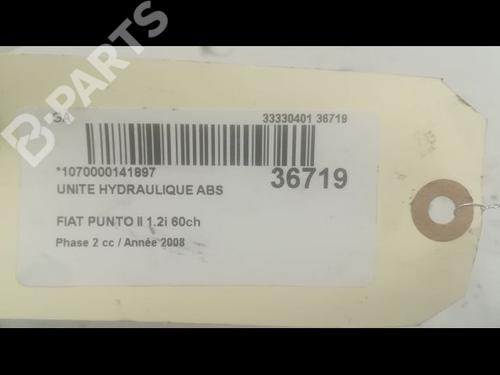 B-PARTS
SA 33330401 36719
*1070000141897 36719
UNITE HYDRAULIQUE ABS
FIAT PUNTO II 1.2i 60ch
Phase 2 cc / Année 2008